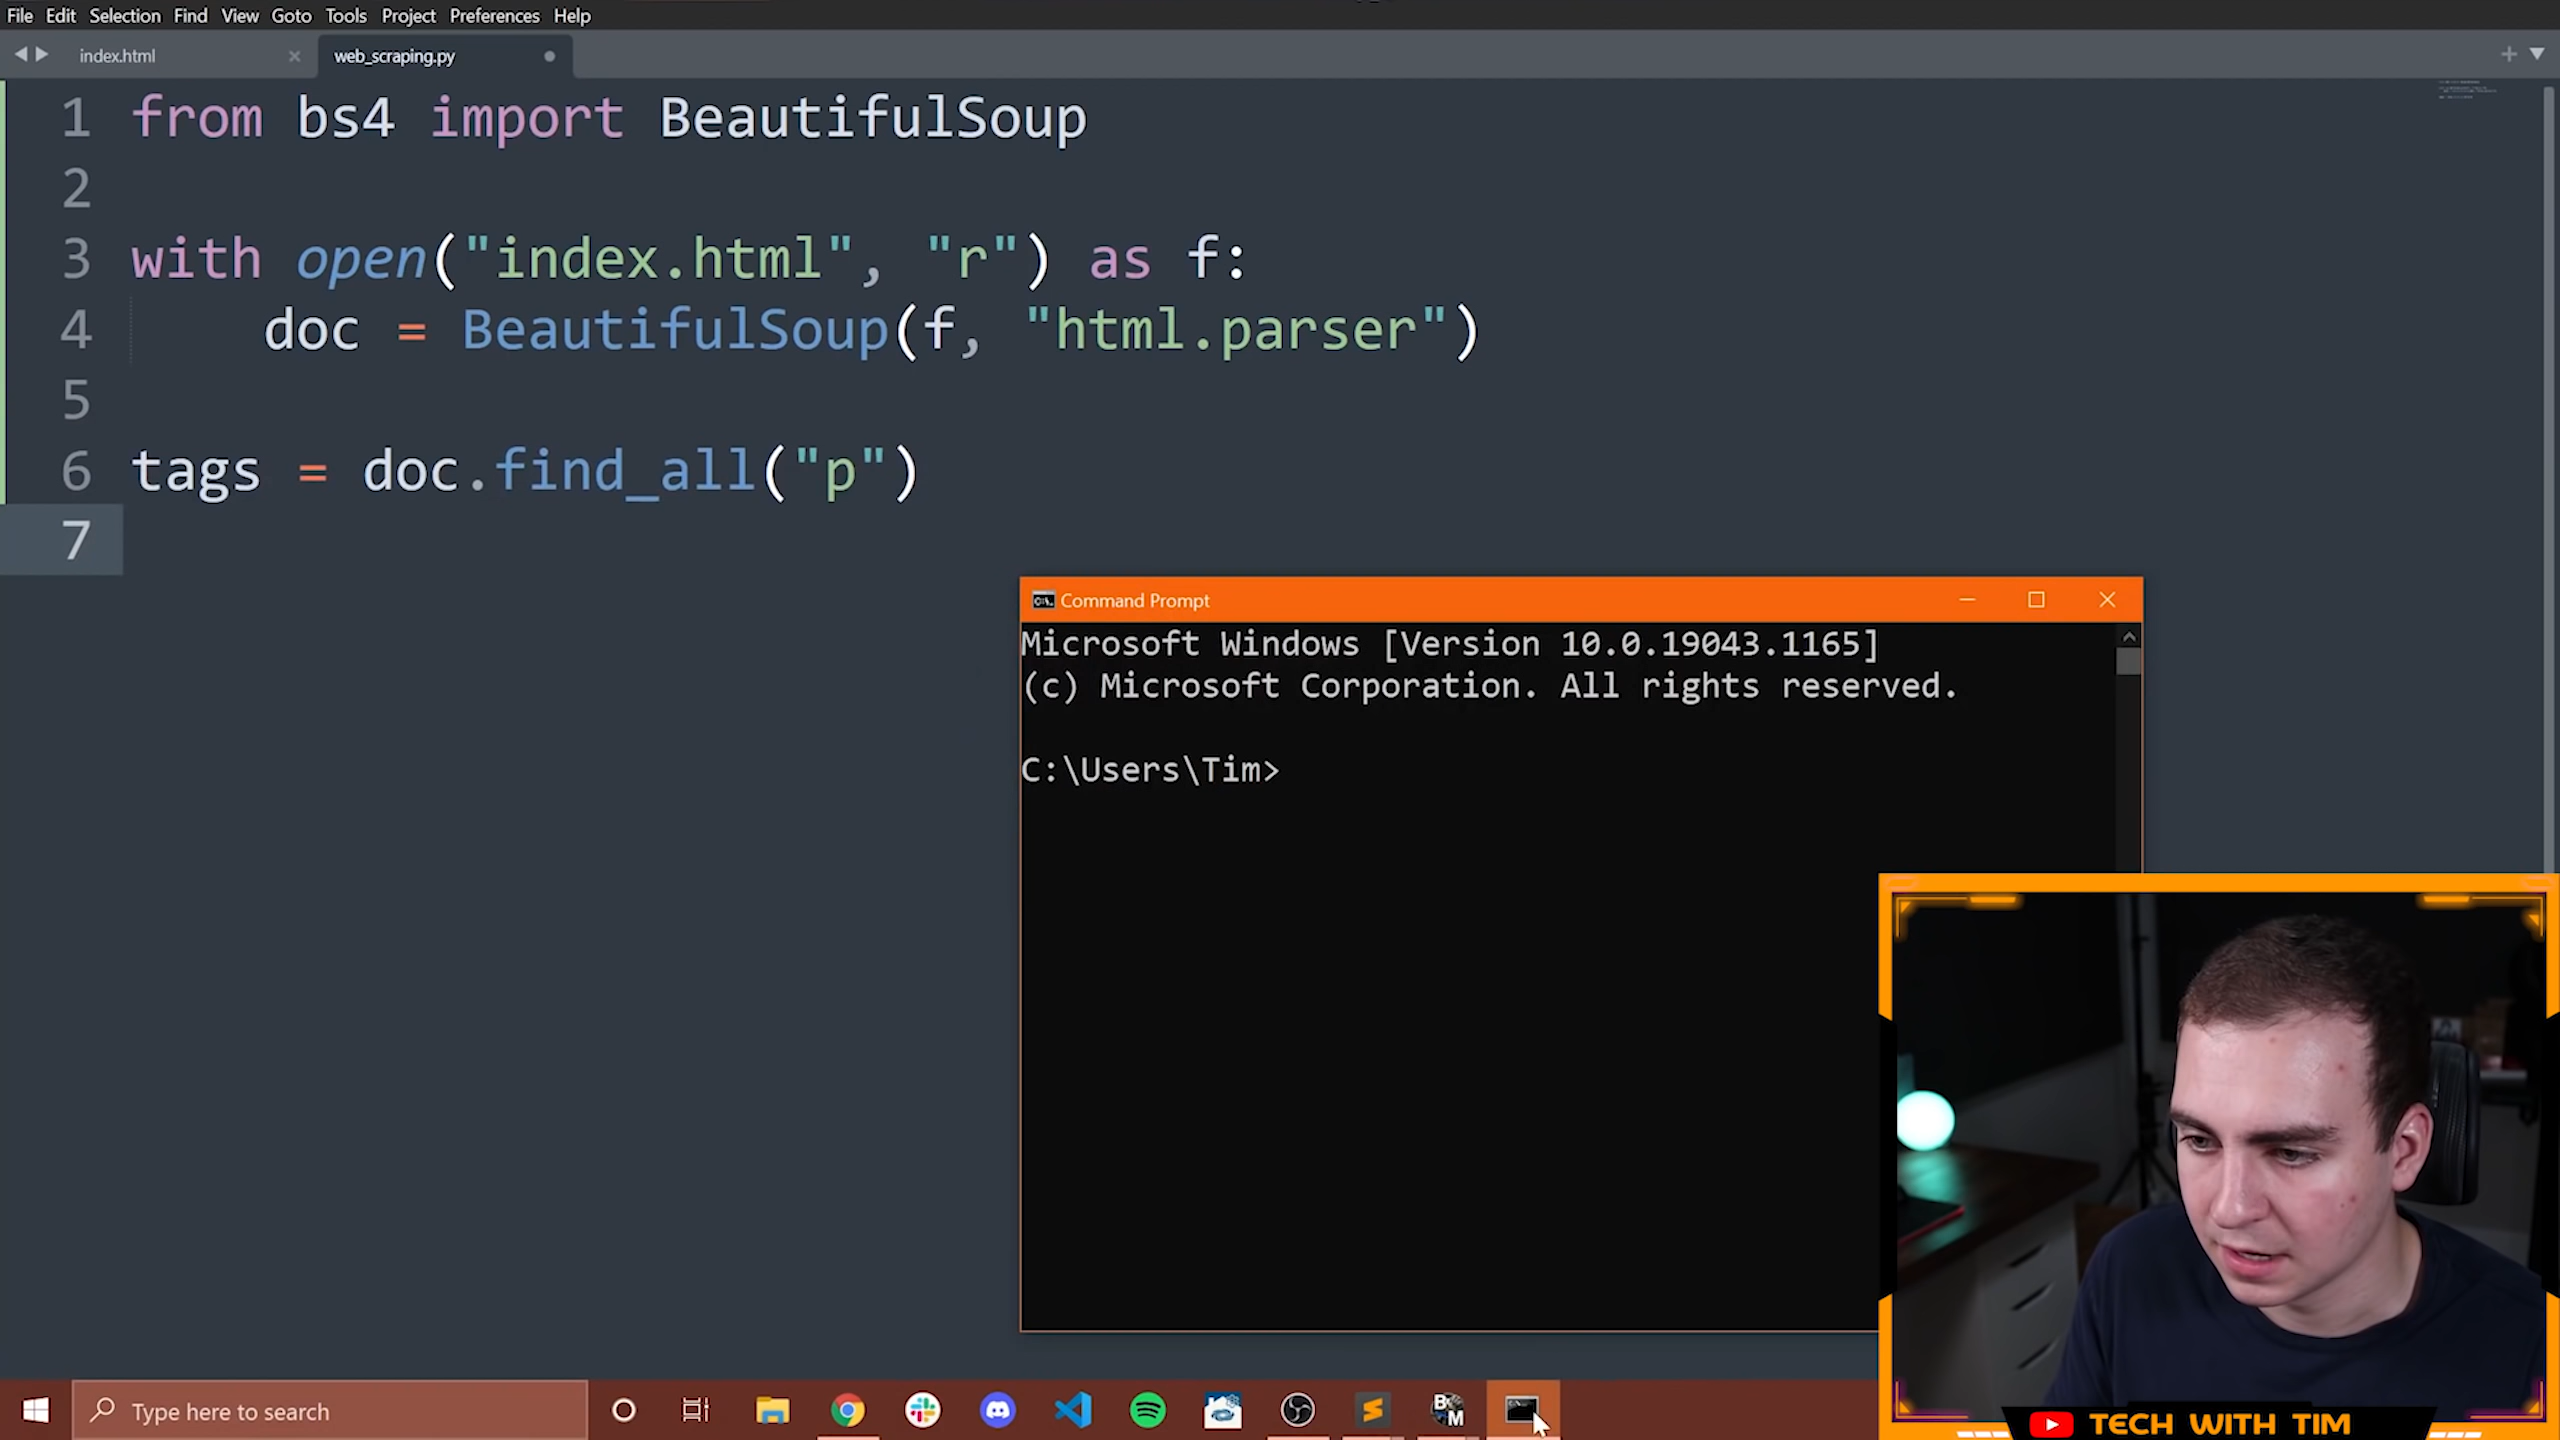 File Edit Selection Find View Goto Tools Project Preferences Help
index.html
web_scraping.py
1 from bs4 import BeautifulSoup
2
3 with open("index.html", "r") as f:
4 doc = BeautifulSoup(f, "html.parser")
5
6 tags = doc.find_all("p")
7
Command Prompt
Microsoft Windows [Version 10.0.19043.1165]
(c) Microsoft Corporation. All rights reserved.
C:\Users\Tim>
Type here to search
BM
TECH WITH TIM